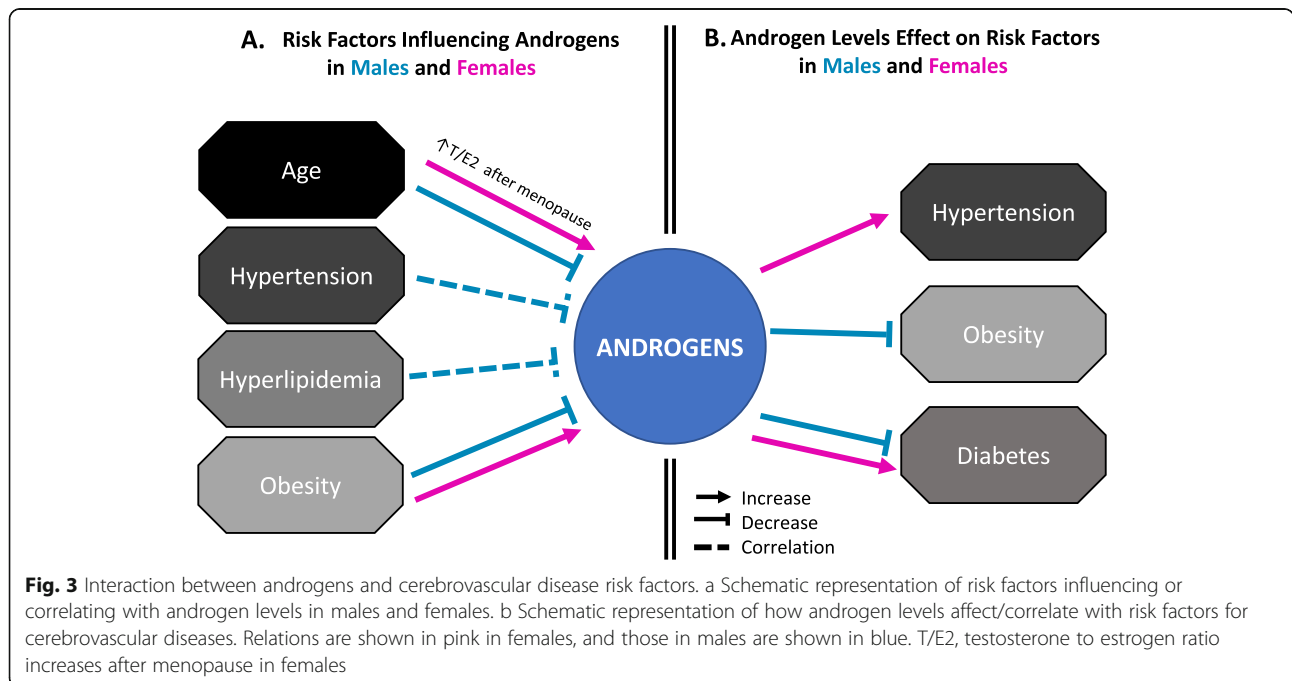 A. Risk Factors Influencing Androgens
in Males and Females
B. Androgen Levels Effect on Risk Factors
in Males and Females
Age
Hypertension
Hyperlipidemia
Obesity
↑T/E2 after menopause
ANDROGENS
Hypertension
Obesity
Diabetes
Increase
Decrease
Correlation
Fig. 3 Interaction between androgens and cerebrovascular disease risk factors. a Schematic representation of risk factors influencing or
correlating with androgen levels in males and females. b Schematic representation of how androgen levels affect/correlate with risk factors for
cerebrovascular diseases. Relations are shown in pink in females, and those in males are shown in blue. T/E2, testosterone to estrogen ratio
increases after menopause in females